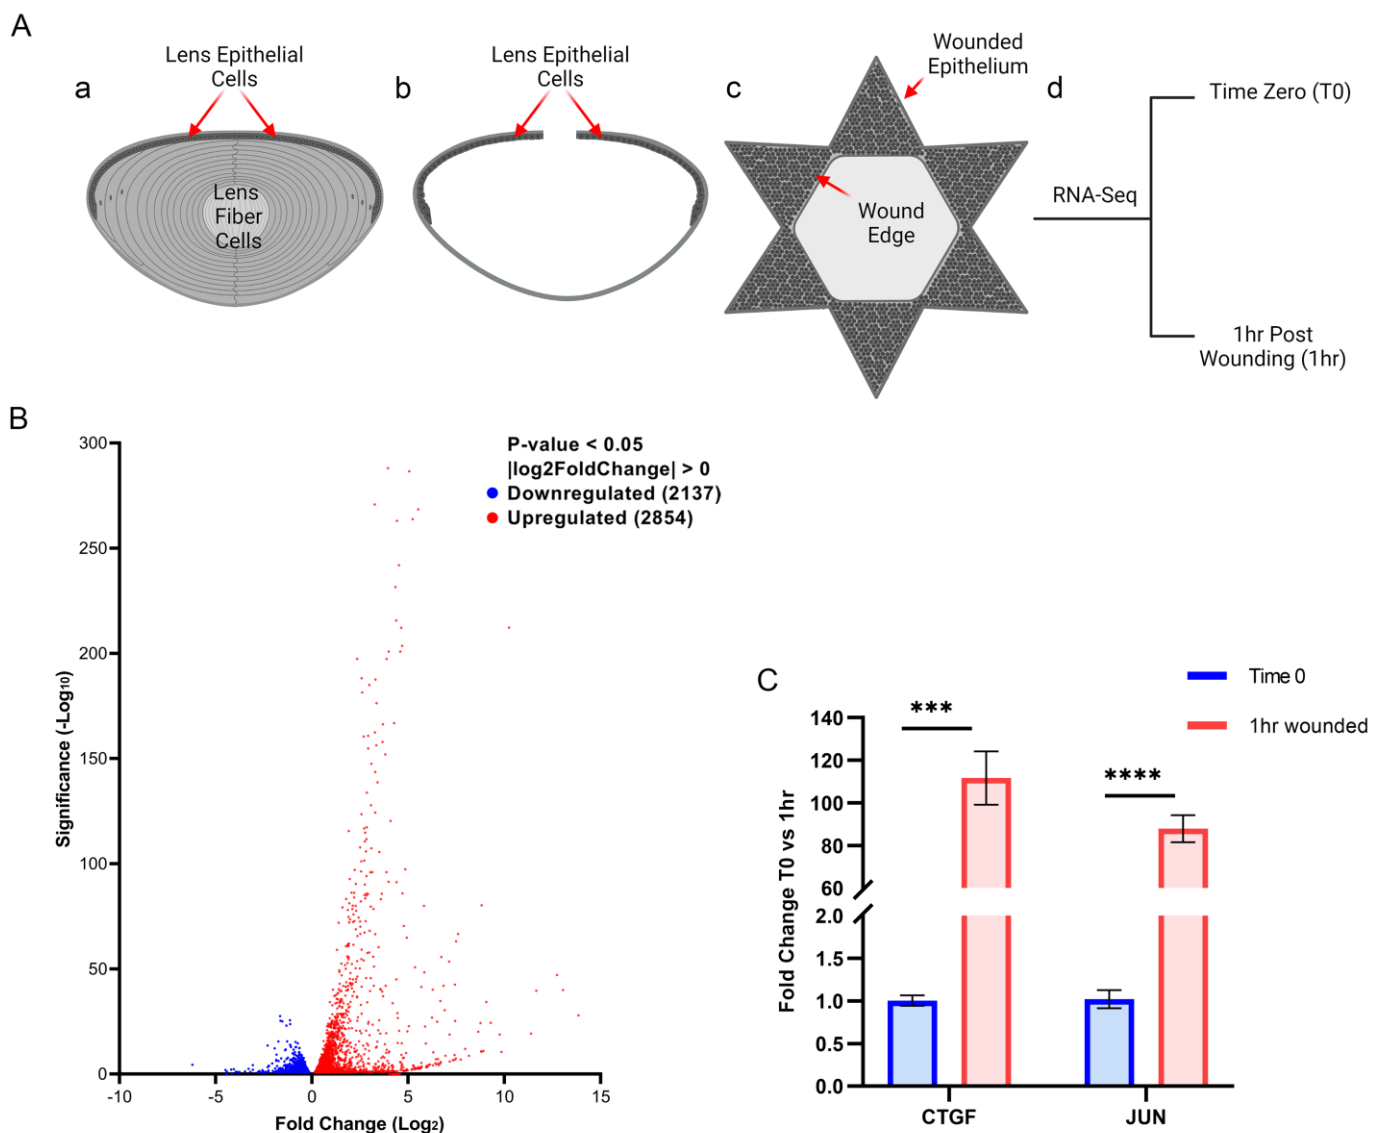 A
a
Lens Epithelial
Cells
Lens
Fiber
Cells
b
Lens Epithelial
Cells
c
Wounded
Epithelium
Wound
Edge
d
RNA-Seq
Time Zero (T0)
1hr Post
Wounding (1hr)
B
P-value < 0.05
|log2FoldChange| > 0
Downregulated (2137)
Upregulated (2854)
Significance (-Log10)
300
250
200
150
100
50
0
-10
-5
0
5
10
15
Fold Change (Log2)
C
Time 0
1hr wounded
Fold Change T0 vs 1hr
140
120
100
80
60
2.0
1.5
1.0
0.5
0.0
***
****
CTGF
JUN